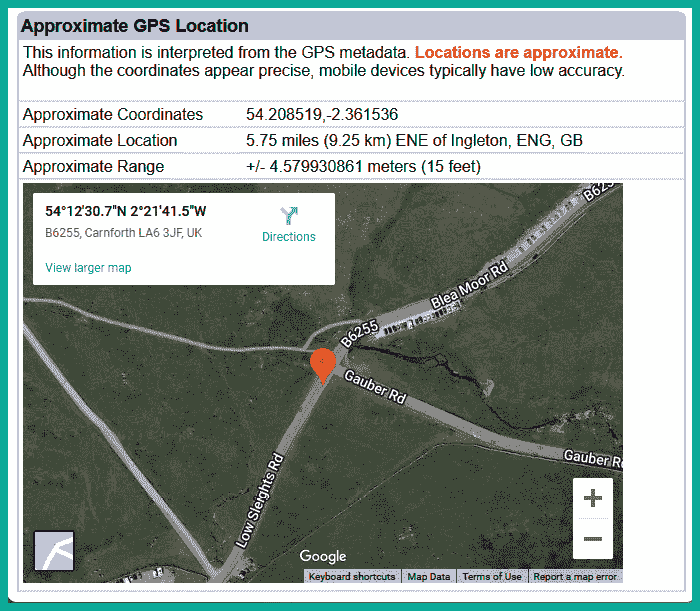 Approximate GPS Location
This information is interpreted from the GPS metadata. Locations are approximate.
Although the coordinates appear precise, mobile devices typically have low accuracy.
Approximate Coordinates 54.208519,-2.361536
Approximate Location 5.75 miles (9.25 km) ENE of Ingleton, ENG, GB
Approximate Range +/- 4.579930861 meters (15 feet)
54°12'30.7"N 2°21'41.5"W
B6255, Carnforth LA6 3JF, UK
Directions
View larger map
B625
Blea Moor Rd
B6255
Gauber Rd
Gauber R
Low Sleights Rd
Google
Keyboard shortcuts Map Data Terms of Use Report a map error